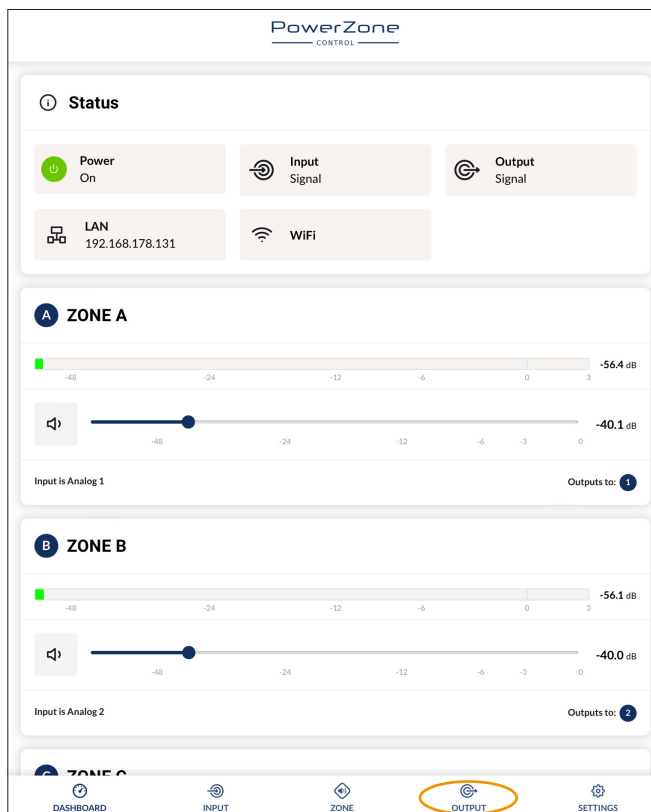 PowerZone
CONTROL
Status
Power
On
Input
Signal
Output
Signal
LAN
192.168.178.131
WiFi
A ZONE A
-56.4 dB
-48 -24 -12 -6 0 3
-40.1 dB
-48 -24 -12 -6 -3 0
Input is Analog 1 Outputs to: 1
B ZONE B
-56.1 dB
-48 -24 -12 -6 0 3
-40.0 dB
-48 -24 -12 -6 -3 0
Input is Analog 2 Outputs to: 2
C ZONE C
DASHBOARD INPUT ZONE OUTPUT SETTINGS